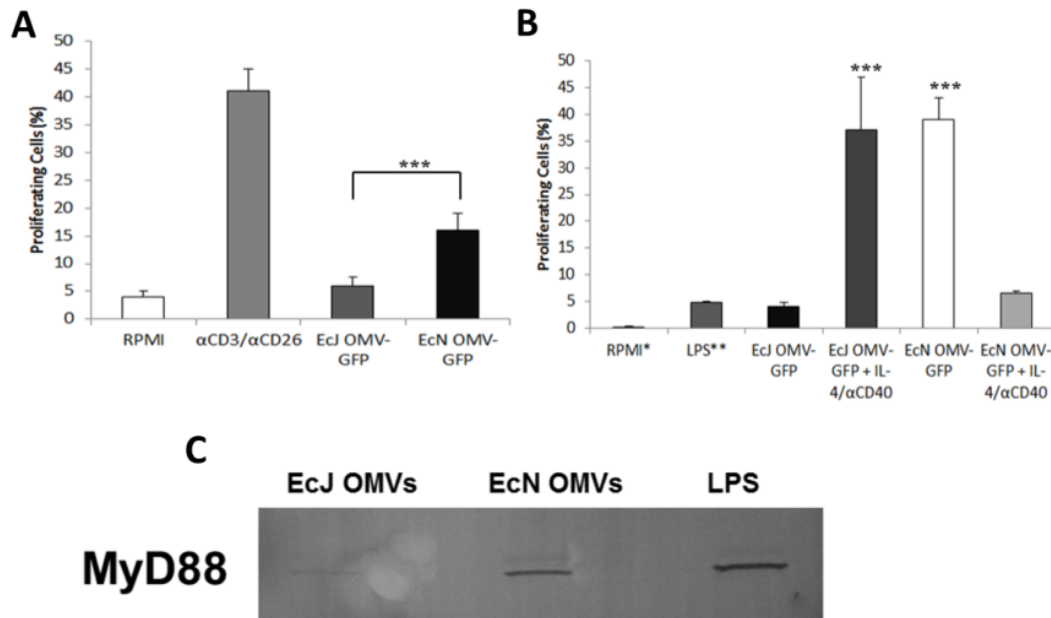 A
Proliferating Cells (%)
50
45
40
35
30
25
20
15
10
5
0
***
RPMI
αCD3/αCD26
EcJ OMV-
GFP
EcN OMV-
GFP
B
Proliferating Cells (%)
50
45
40
35
30
25
20
15
10
5
0
***
***
RPMI*
LPS**
EcJ OMV-
GFP
EcJ OMV-
GFP + IL-
4/αCD40
EcN OMV-
GFP
EcN OMV-
GFP + IL-
4/αCD40
C
EcJ OMVs EcN OMVs LPS
MyD88